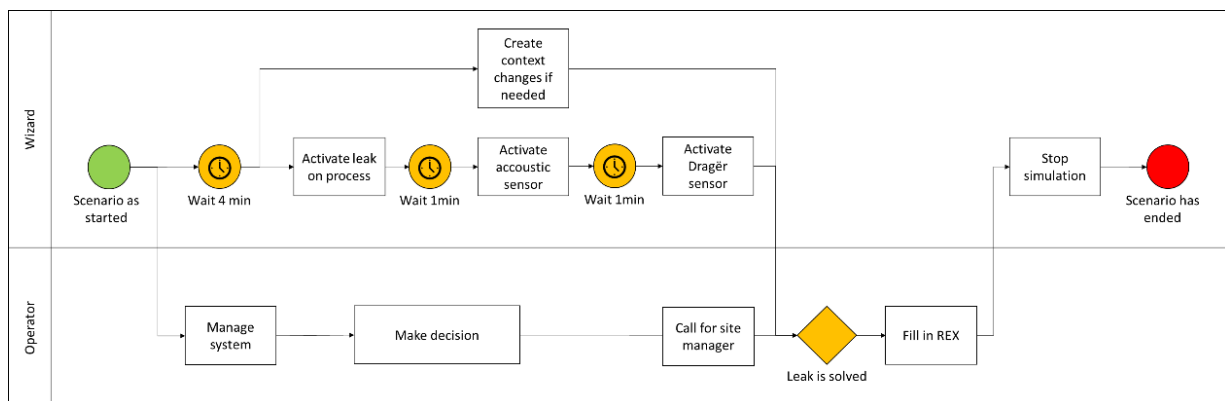 Wizard
Create
context
changes if
needed
Scenario as
started
Wait 4 min
Activate leak
on process
Wait 1min
Activate
accoustic
sensor
Wait 1min
Activate
Dragër
sensor
Stop
simulation
Scenario has
ended
Operator
Manage
system
Make decision
Call for site
manager
Leak is solved
Fill in REX